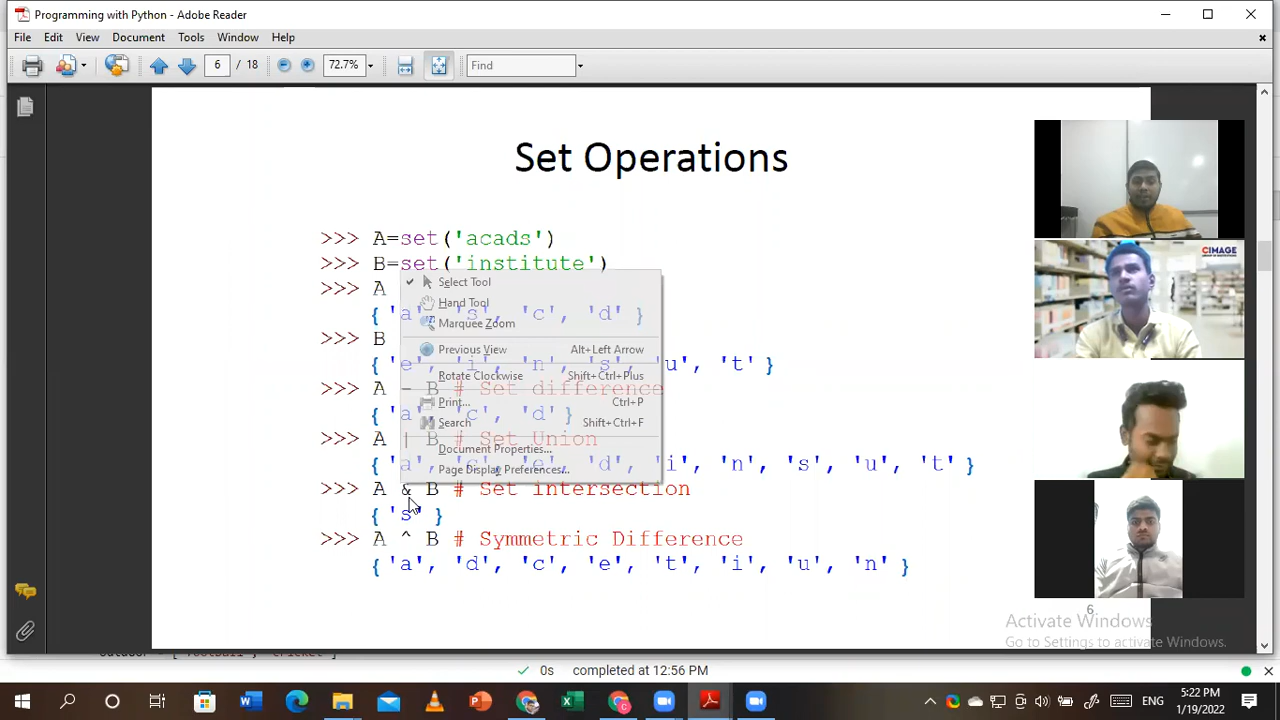 Programming with Python - Adobe Reader
File Edit View Document Tools Window Help
6 / 18 72.7% Find
Set Operations
>>> A=set('acads')
>>> B=set('institute')
>>> A
{'a', 's', 'c', 'd' }
>>> B
{'e', 'i', 'n', 's', 'u', 't' }
>>> A - B # Set difference
{'a', 'c', 'd' }
>>> A | B # Set Union
{'a', 'c', 'e', 'd', 'i', 'n', 's', 'u', 't' }
>>> A & B # Set intersection
{'s' }
>>> A ^ B # Symmetric Difference
{'a', 'd', 'c', 'e', 't', 'i', 'u', 'n' }
Select Tool
Hand Tool
Marquee Zoom
Previous View Alt+Left Arrow
Rotate Clockwise Shift+Ctrl+Plus
Print... Ctrl+P
Search Shift+Ctrl+F
Document Properties...
Page Display Preferences...
CIMAGE
6
Activate Windows
Go to Settings to activate Windows.
0s completed at 12:56 PM
ENG
5:22 PM
1/19/2022